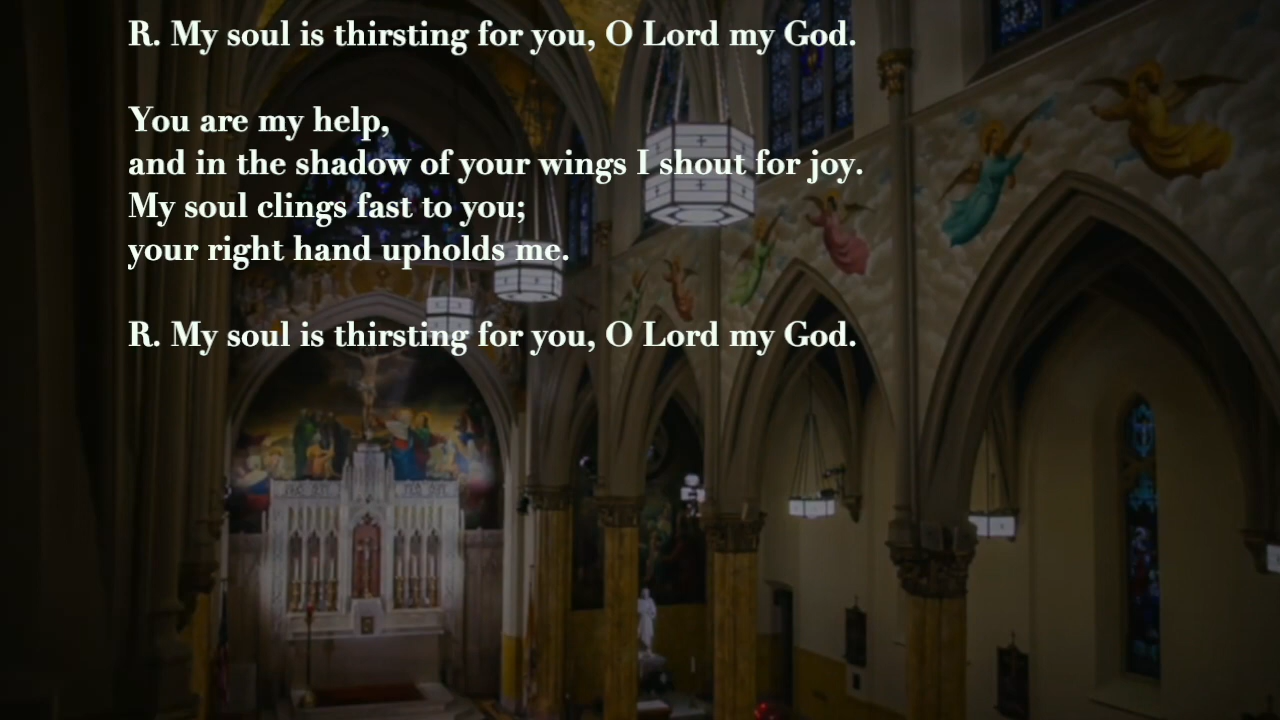 R. My soul is thirsting for you, O Lord my God.
You are my help,
and in the shadow of your wings I shout for joy.
My soul clings fast to you;
your right hand upholds me.
R. My soul is thirsting for you, O Lord my God.